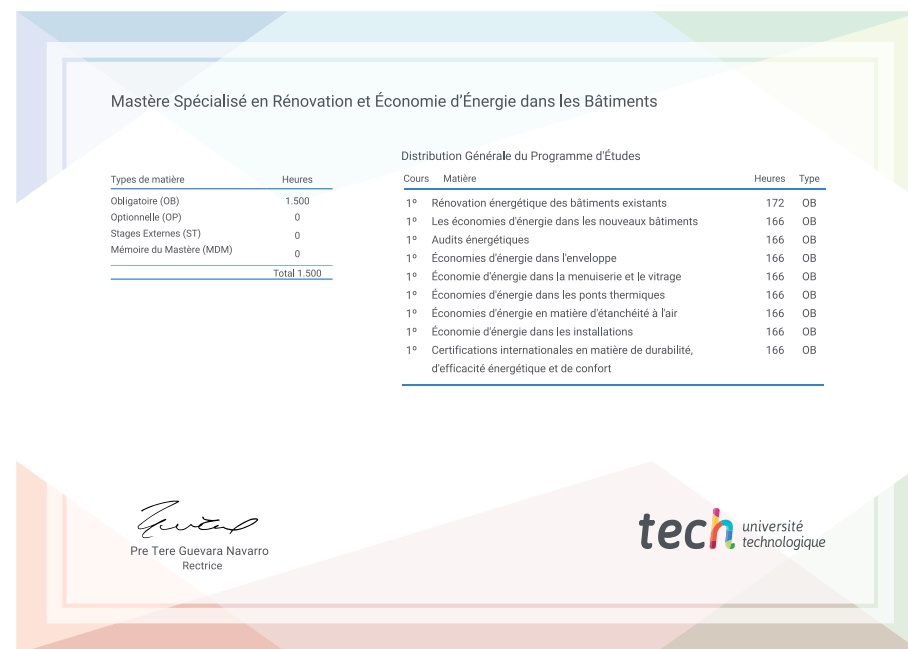 Mastère Spécialisé en Rénovation et Économie d'Énergie dans les Bâtiments
Types de matière Heures
Obligatoire (OB) 1.500
Optionnelle (OP) 0
Stages Externes (ST) 0
Mémoire du Mastère (MDM) 0
Total 1.500
Distribution Générale du Programme d'Études
Cours Matière Heures Type
1º Rénovation énergétique des bâtiments existants 172 OB
1º Les économies d'énergie dans les nouveaux bâtiments 166 OB
1º Audits énergétiques 166 OB
1º Économies d'énergie dans l'enveloppe 166 OB
1º Économie d'énergie dans la menuiserie et le vitrage 166 OB
1º Économies d'énergie dans les ponts thermiques 166 OB
1º Économies d'énergie en matière d'étanchéité à l'air 166 OB
1º Économie d'énergie dans les installations 166 OB
1º Certifications internationales en matière de durabilité, 166 OB
d'efficacité énergétique et de confort
Pre Tere Guevara Navarro
Rectrice
tech université
technologique